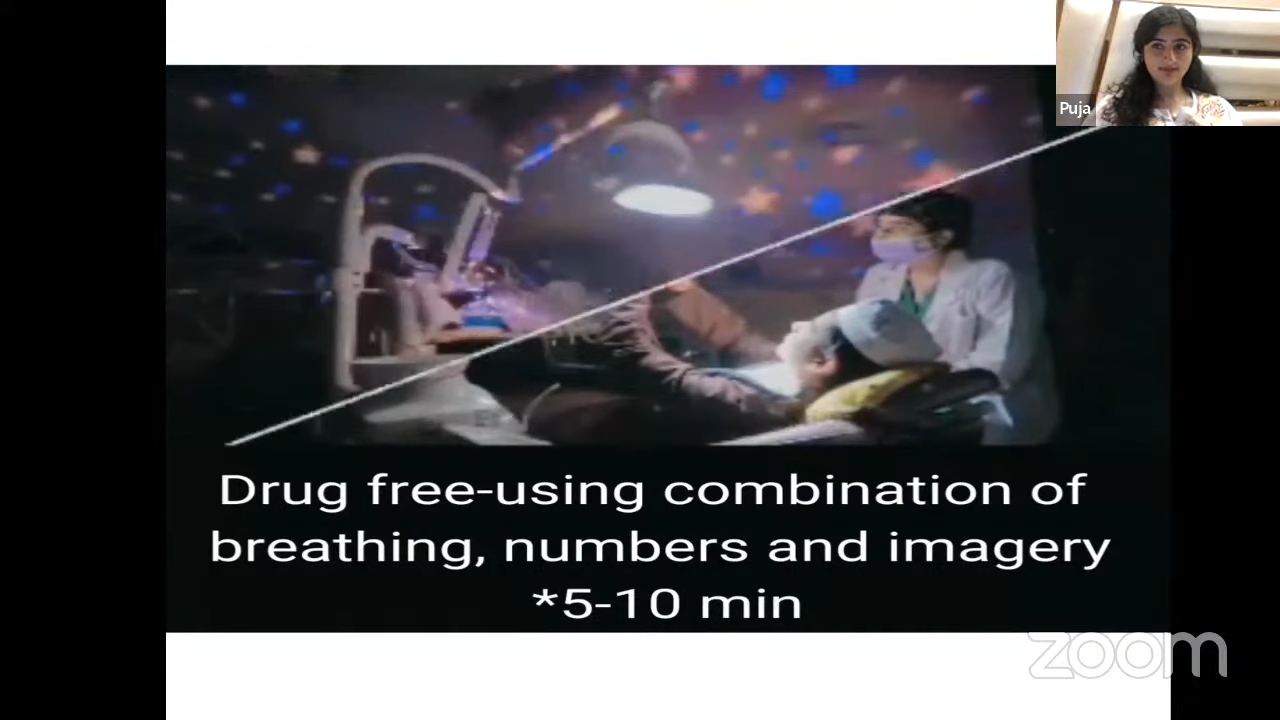 Puja
Drug free-using combination of
breathing, numbers and imagery
*5-10 min
zoom